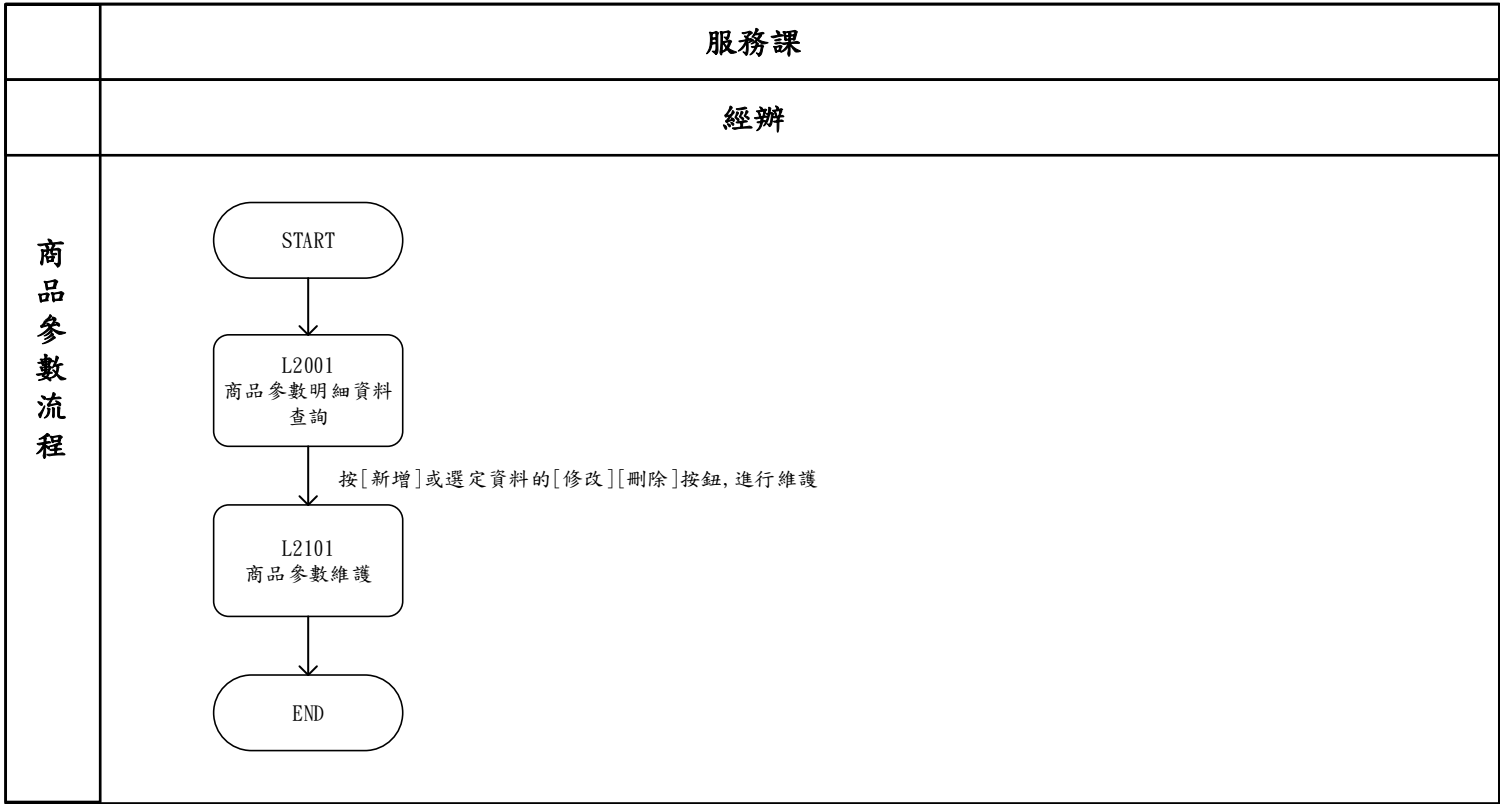 服務課
經辦
商品參數流程
START
L2001
商品參數明細資料
查詢
按[新增]或選定資料的[修改][刪除]按鈕,進行維護
L2101
商品參數維護
END